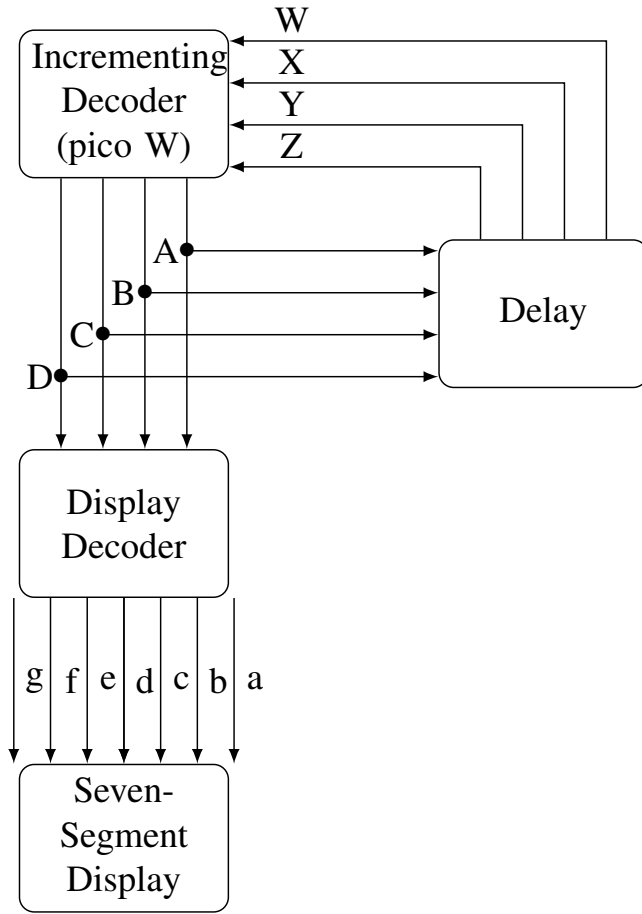 W
Incrementing
Decoder
(pico W)
X
Y
Z
A
B
C
D
Delay
Display
Decoder
g f e d c b a
Seven-
Segment
Display